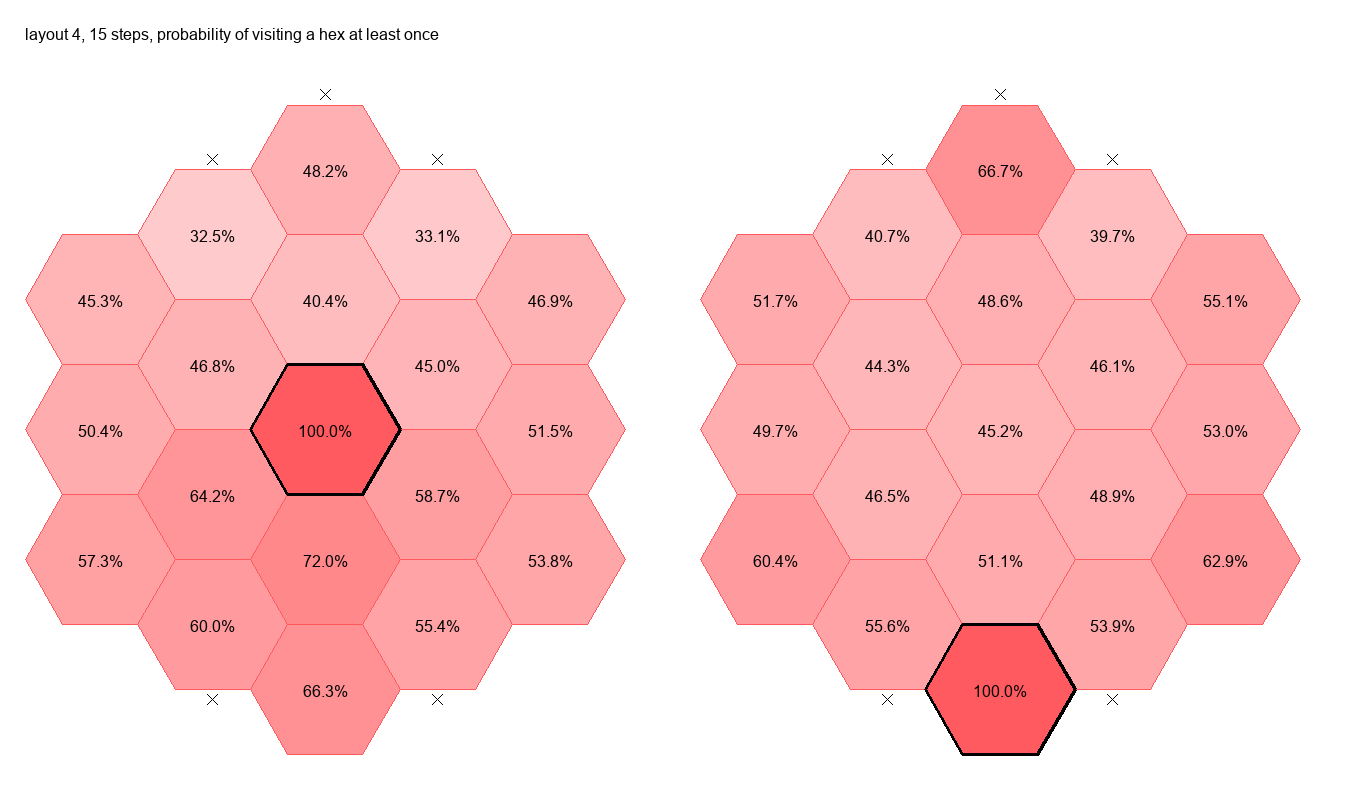 layout 4, 15 steps, probability of visiting a hex at least once
48.2% 66.7%
32.5% 33.1% 40.7% 39.7%
45.3% 40.4% 46.9% 51.7% 48.6% 55.1%
46.8% 45.0% 44.3% 46.1%
50.4% 100.0% 51.5% 49.7% 45.2% 53.0%
64.2% 58.7% 46.5% 48.9%
57.3% 72.0% 53.8% 60.4% 51.1% 62.9%
60.0% 55.4% 55.6% 53.9%
66.3% 100.0%